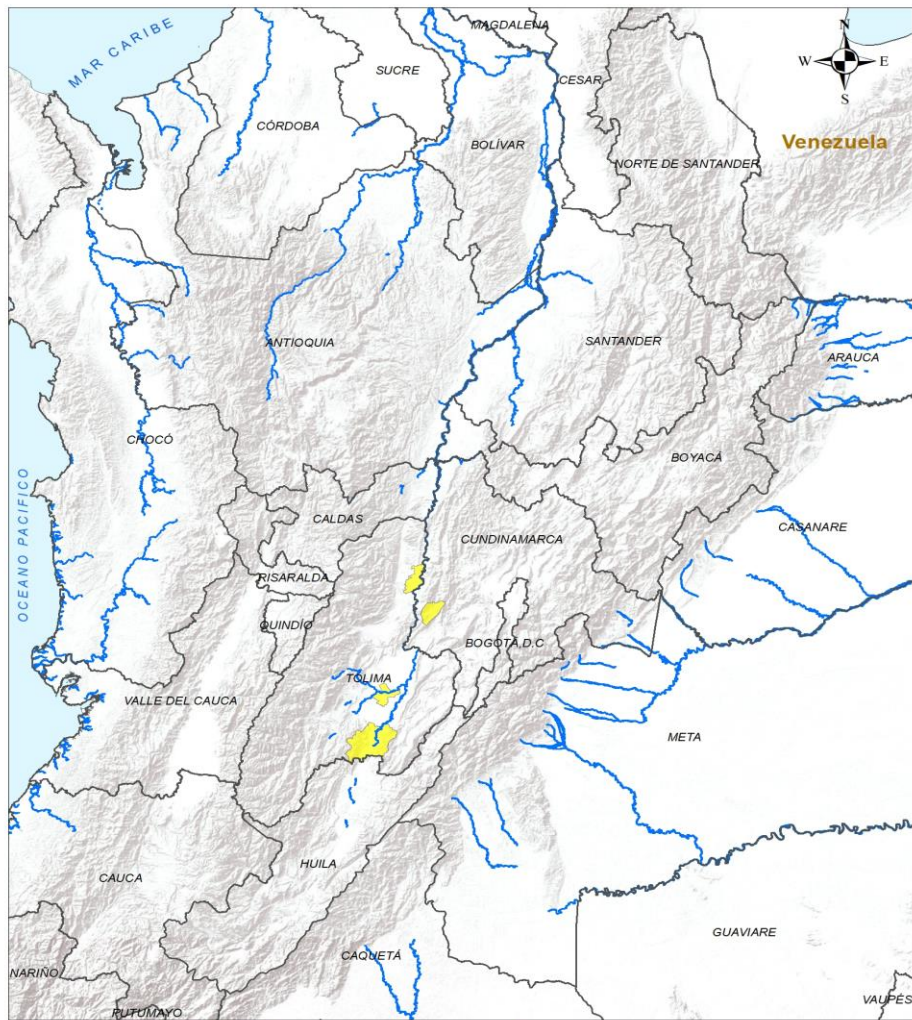 MAGDALENA
MAR CARIBE
N
W
E
S
SUCRE
CESAR
CÓRDOBA
BOLÍVAR
Venezuela
NORTE DE SANTANDER
ANTIOQUIA
SANTANDER
ARAUCA
CHOCÓ
BOYACÁ
OCEANO PACIFICO
CALDAS
CUNDINAMARCA
CASANARE
RISARALDA
QUINDÍO
BOGOTÁ, D.C
TOLIMA
VALLE DEL CAUCA
META
HUILA
CAUCA
GUAVIARE
CAQUETÁ
NARIÑO
PUTUMAYO
VAUPÉS